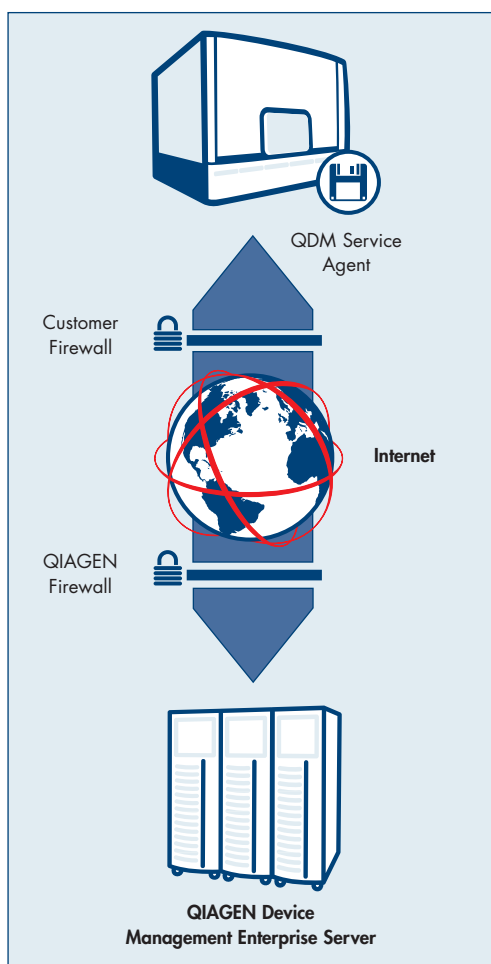 QDM Service
Agent
Customer
Firewall
Internet
QIAGEN
Firewall
QIAGEN Device
Management Enterprise Server